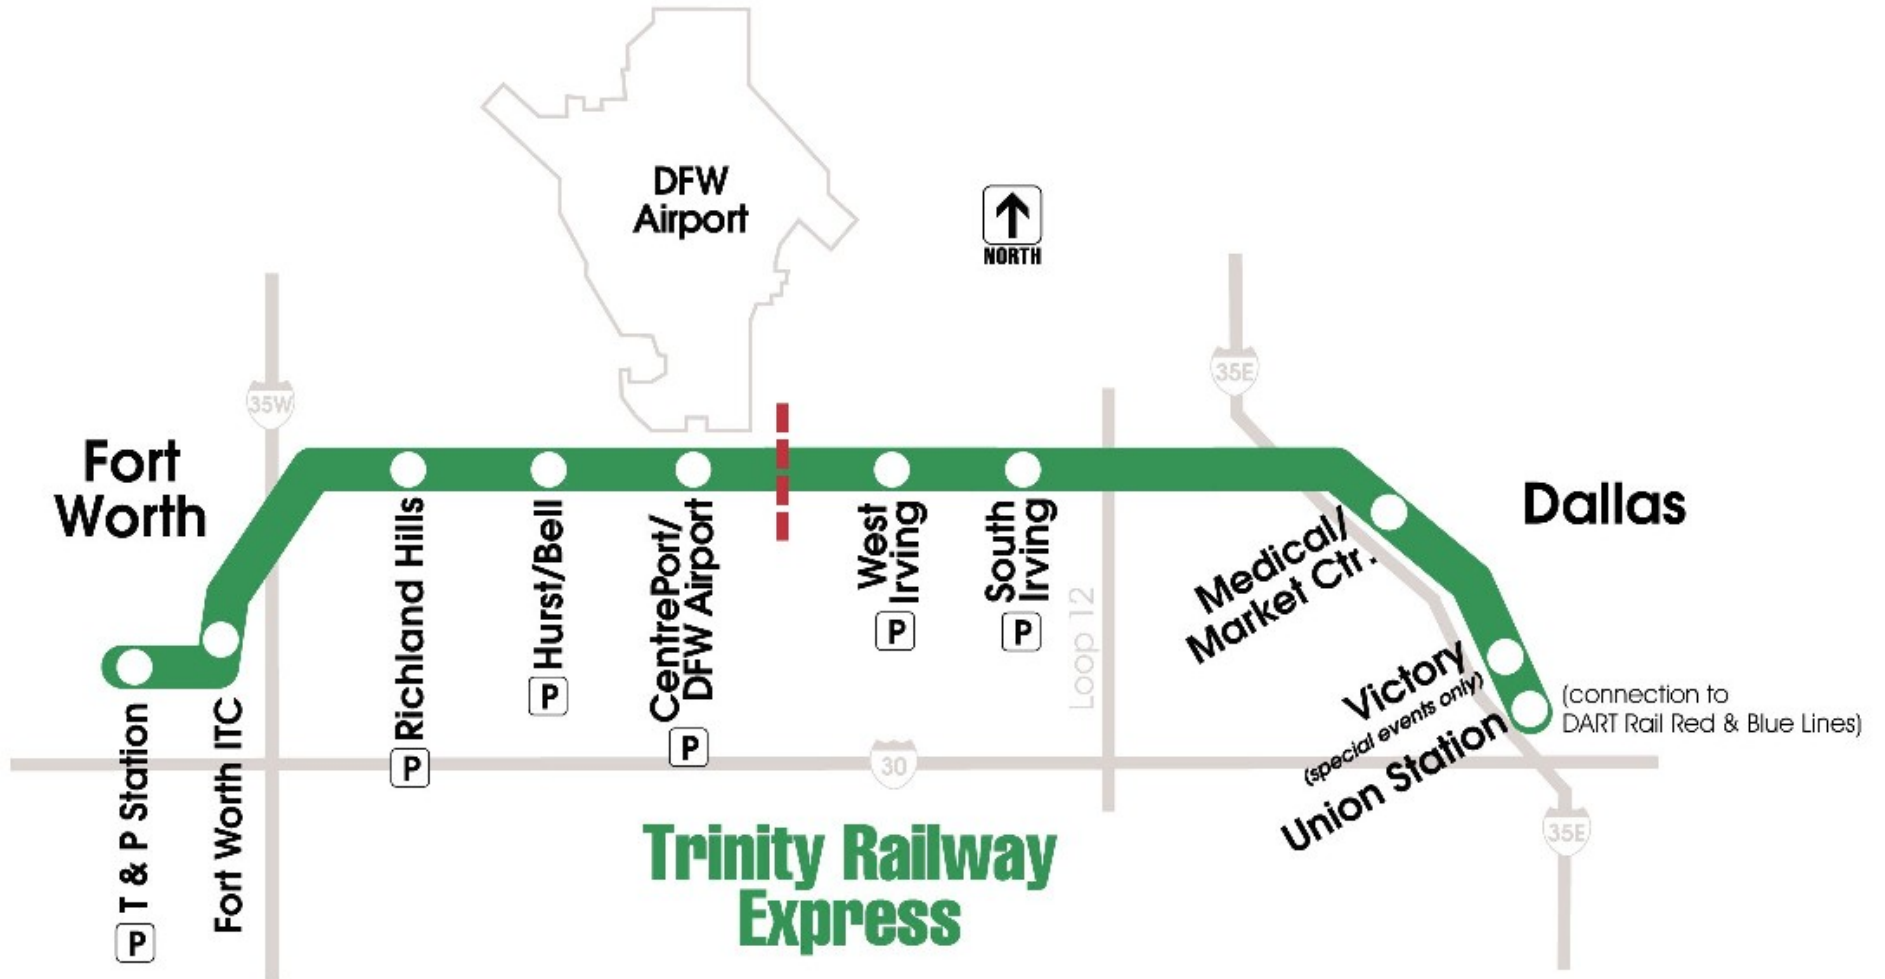 DFW
Airport
NORTH
35W
35E
Fort
Worth
Dallas
Richland Hills
P
Hurst/Bell
P
CentrePort/
DFW Airport
P
West
Irving
P
South
Irving
P
Loop 12
Medical/
Market Ctr.
Victory
(special events only)
Union Station
(connection to
DART Rail Red & Blue Lines)
T & P Station
P
Fort Worth ITC
30
35E
Trinity Railway
Express